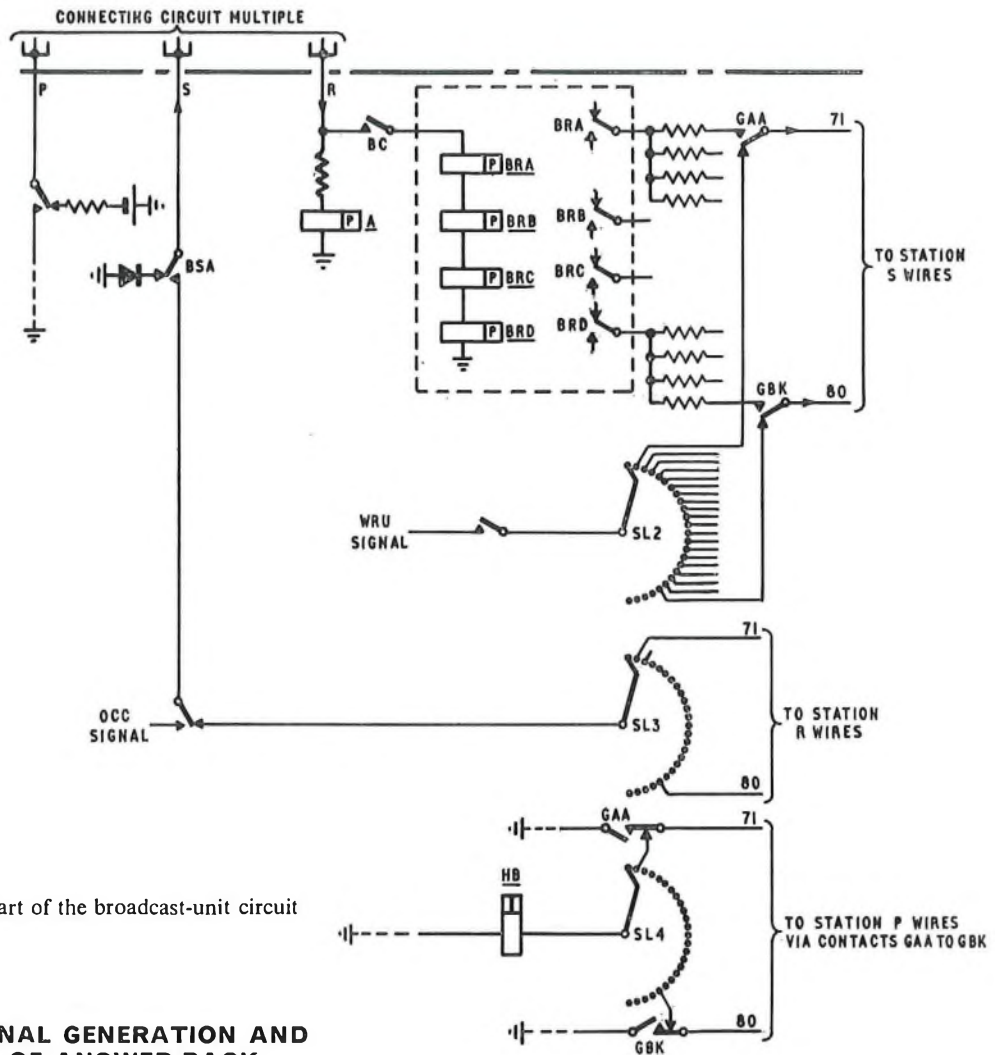 CONNECTING CIRCUIT MULTIPLE
P
S
R
BC
BSA
P A
P BRA
P BRB
P BRC
P BRD
BRA
BRB
BRC
BRD
GAA
71
GBK
80
TO STATION
S WIRES
WRU
SIGNAL
SL2
71
OCC
SIGNAL
SL3
TO STATION
R WIRES
80
GAA
71
HB
SL4
TO STATION P WIRES
VIA CONTACTS GAA TO GBK
80
GBK
art of the broadcast-unit circuit
NAL GENERATION AND
OF ANSWER-BACK